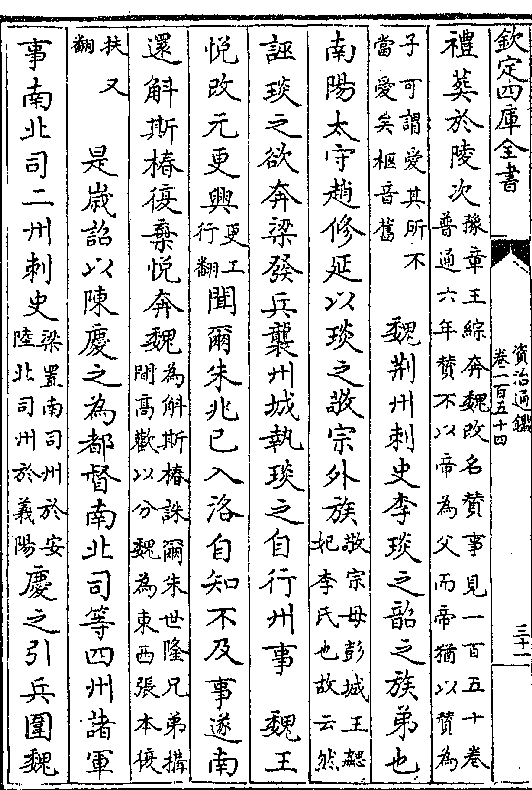 欽定四庫全書 資治通鑑 卷一百五十四 三十一
禮葬於陵次豫章王綜奔魏改名贊事見一百五十卷普通六年贊不以帝為父而帝猶以贊為
子可謂愛其所不當愛矣柩音舊 魏荆州刺史李琰之韶之族弟也
南陽太守趙修延以琰之敬宗外族敬宗母彭城王勰妃李氏也故云然
誣琰之欲奔梁發兵襲州城執琰之自行州事 魏王
悦改元更興更工行翻聞爾朱兆已入洛自知不及事遂南
還斛斯椿復棄悦奔魏為斛斯椿誅爾朱世隆兄弟搆間高歡以分魏為東西張本復
扶又翻 是歲詔以陳慶之為都督南北司等四州諸軍
事南北司二州刺史梁置南司州於安陸北司州於義陽慶之引兵圍魏